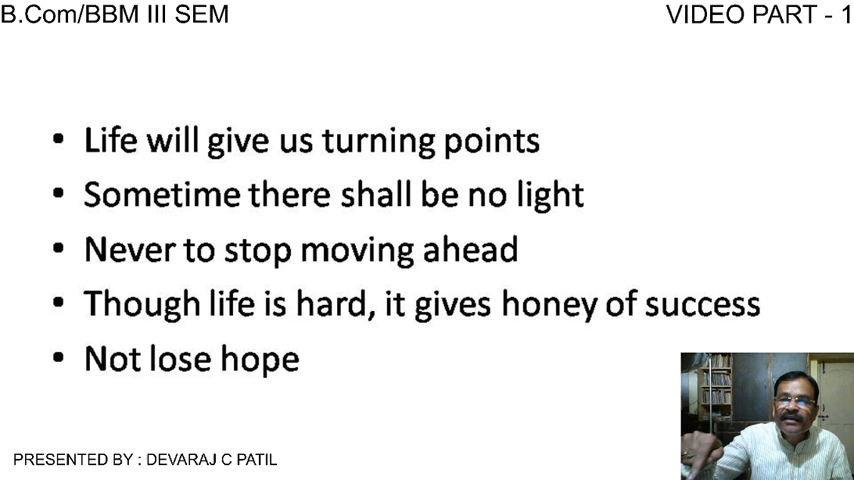 B.Com/BBM III SEM
VIDEO PART - 1
• Life will give us turning points
• Sometime there shall be no light
• Never to stop moving ahead
• Though life is hard, it gives honey of success
• Not lose hope
PRESENTED BY : DEVARAJ C PATIL